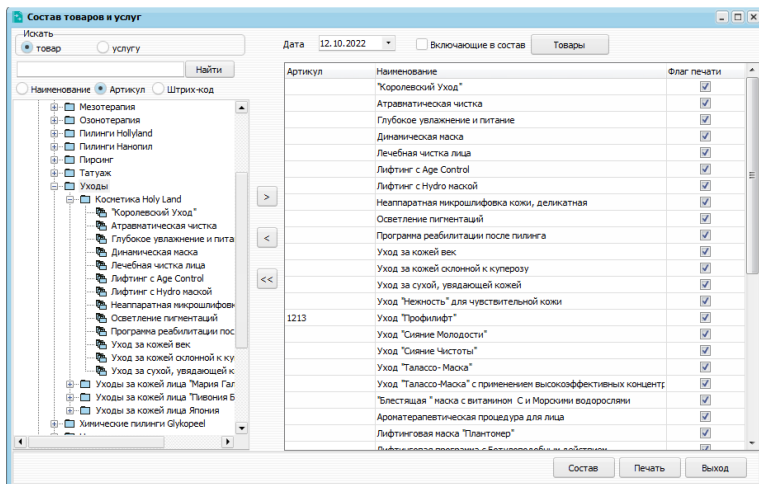 Состав товаров и услуг
Искать
товар
услугу
Дата
12.10.2022
Включающие в состав
Товары
Найти
Наименование
Артикул
Штрих-код
Мезотерапия
Озонотерапия
Пилинги Hollyland
Пилинги Нанопил
Пирсинг
Татуаж
Уходы
Косметика Holy Land
"Королевский Уход"
Атравматическая чистка
Глубокое увлажнение и пита
Динамическая маска
Лечебная чистка лица
Лифтинг с Age Control
Лифтинг с Hydro маской
Неаппаратная микрошлифовк
Осветление пигментаций
Программа реабилитации пос
Уход за кожей век
Уход за кожей склонной к ку
Уход за сухой, увядающей к
Уходы за кожей лица "Мария Гал
Уходы за кожей лица "Пивония Б
Уходы за кожей лица Япония
Химические пилинги Glykopeel
>
<
<<
Артикул Наименование Флаг печати
"Королевский Уход"
Атравматическая чистка
Глубокое увлажнение и питание
Динамическая маска
Лечебная чистка лица
Лифтинг с Age Control
Лифтинг с Hydro маской
Неаппаратная микрошлифовка кожи, деликатная
Осветление пигментаций
Программа реабилитации после пилинга
Уход за кожей век
Уход за кожей склонной к куперозу
Уход за сухой, увядающей кожей
Уход "Нежность" для чувствительной кожи
1213 Уход "Профилифт"
Уход "Сияние Молодости"
Уход "Сияние Чистоты"
Уход "Талассо- Маска"
Уход "Талассо-Маска" с применением высокоэффективных концентр
"Блестящая " маска с витамином С и Морскими водорослями
Ароматерапевтическая процедура для лица
Лифтинговая маска "Плантомер"
Лифтинговая программа с Ботулоподобным действием
Состав
Печать
Выход